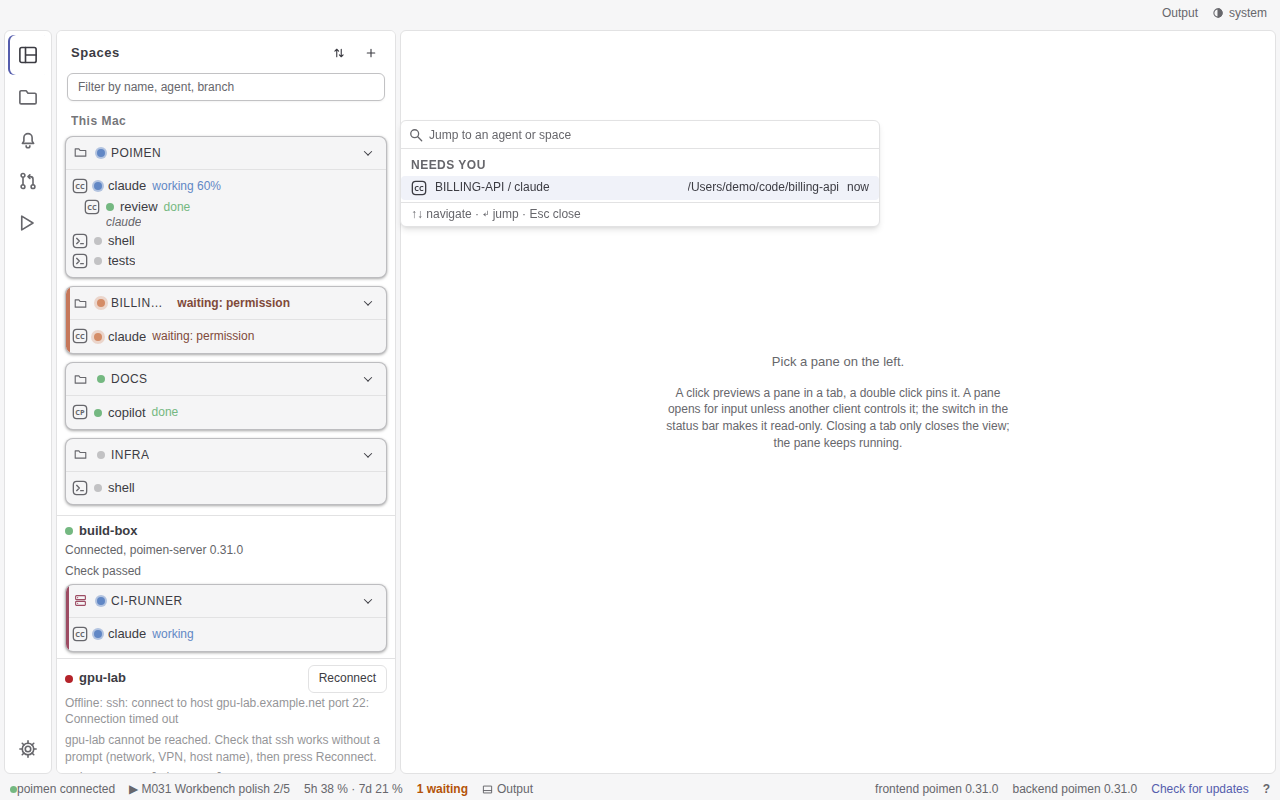 Output system
Spaces
Filter by name, agent, branch
This Mac
POIMEN
CC claude working 60%
CC review done
claude
shell
tests
BILLIN… waiting: permission
CC claude waiting: permission
DOCS
CP copilot done
INFRA
shell
build-box
Connected, poimen-server 0.31.0
Check passed
CI-RUNNER
CC claude working
gpu-lab Reconnect
Offline: ssh: connect to host gpu-lab.example.net port 22:
Connection timed out
gpu-lab cannot be reached. Check that ssh works without a
prompt (network, VPN, host name), then press Reconnect.
Jump to an agent or space
NEEDS YOU
CC BILLING-API / claude /Users/demo/code/billing-api now
↑↓ navigate · ↵ jump · Esc close
Pick a pane on the left.
A click previews a pane in a tab, a double click pins it. A pane
opens for input unless another client controls it; the switch in the
status bar makes it read-only. Closing a tab only closes the view;
the pane keeps running.
poimen connected ▶ M031 Workbench polish 2/5 5h 38 % · 7d 21 % 1 waiting Output frontend poimen 0.31.0 backend poimen 0.31.0 Check for updates ?